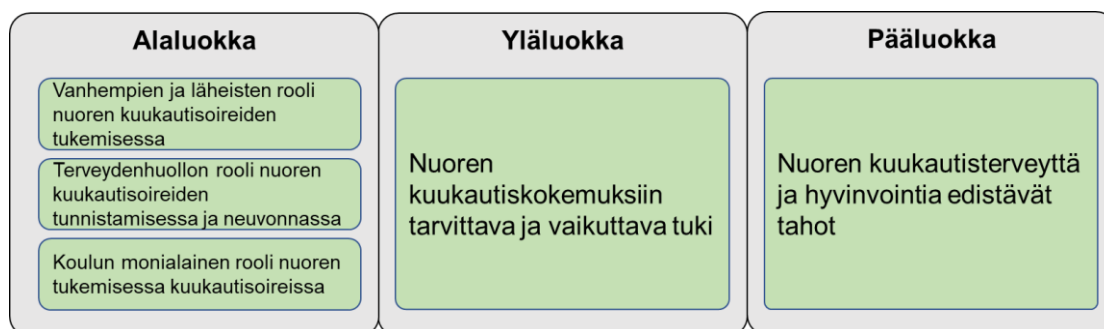 Alaluokka
Vanhempien ja läheisten rooli
nuoren kuukautisoireiden
tukemisessa
Terveydenhuollon rooli nuoren
kuukautisoireiden
tunnistamisessa ja neuvonnassa
Koulun monialainen rooli nuoren
tukemisessa kuukautisoireissa
Yläluokka
Nuoren
kuukautiskokemuksiin
tarvittava ja vaikuttava tuki
Pääluokka
Nuoren kuukautisterveyttä
ja hyvinvointia edistävät
tahot